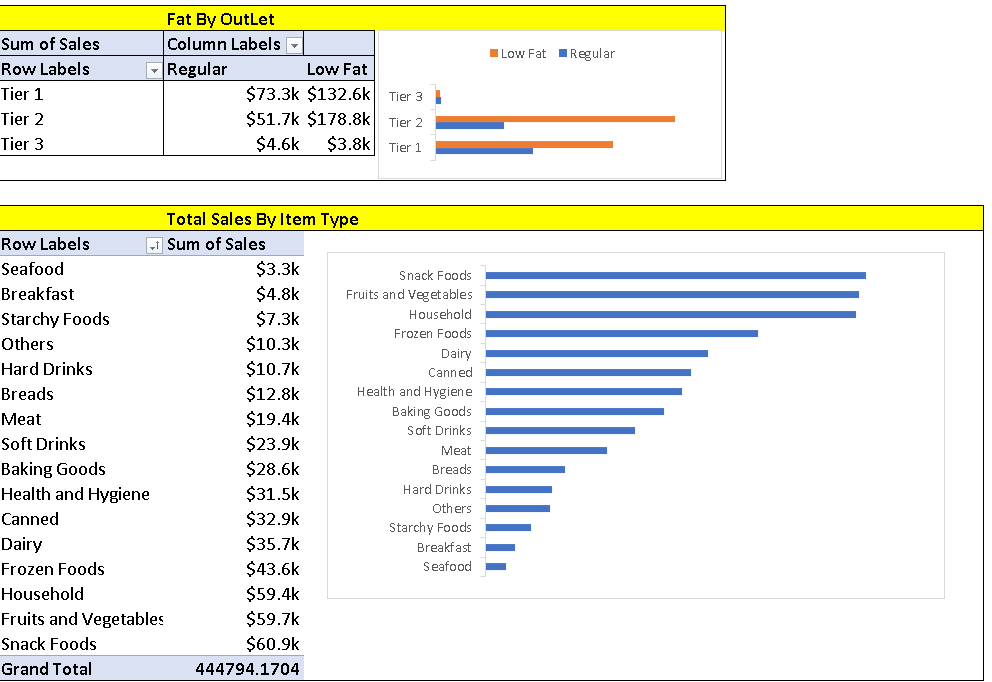 Fat By OutLet
Sum of Sales Column Labels
Row Labels Regular Low Fat
Tier 1 $73.3k $132.6k
Tier 2 $51.7k $178.8k
Tier 3 $4.6k $3.8k
Low Fat Regular
Tier 3
Tier 2
Tier 1
Total Sales By Item Type
Row Labels Sum of Sales
Seafood $3.3k
Breakfast $4.8k
Starchy Foods $7.3k
Others $10.3k
Hard Drinks $10.7k
Breads $12.8k
Meat $19.4k
Soft Drinks $23.9k
Baking Goods $28.6k
Health and Hygiene $31.5k
Canned $32.9k
Dairy $35.7k
Frozen Foods $43.6k
Household $59.4k
Fruits and Vegetables $59.7k
Snack Foods $60.9k
Grand Total 444794.1704
Snack Foods
Fruits and Vegetables
Household
Frozen Foods
Dairy
Canned
Health and Hygiene
Baking Goods
Soft Drinks
Meat
Breads
Hard Drinks
Others
Starchy Foods
Breakfast
Seafood